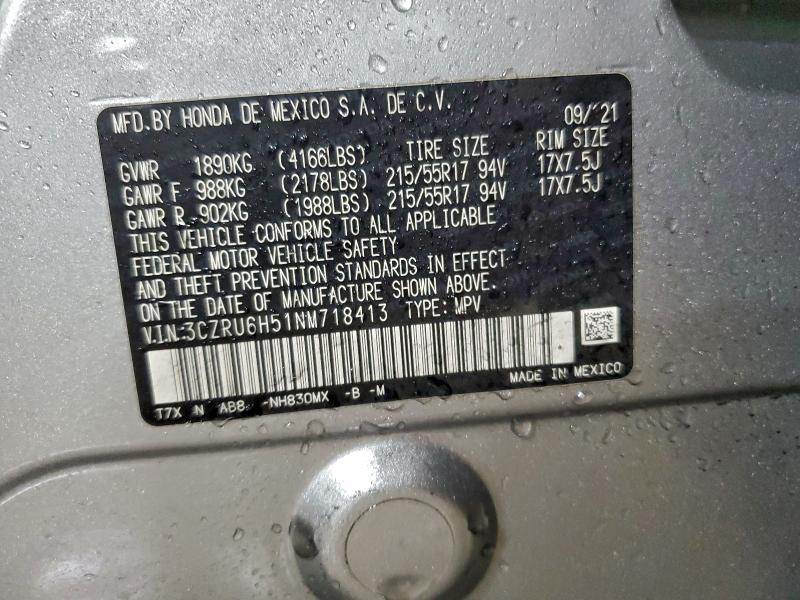 MFD. BY HONDA DE MEXICO S.A. DE C.V. 09/'21
TIRE SIZE RIM SIZE
GVWR 1890KG (4166LBS)
GAWR F 988KG (2178LBS) 215/55R17 94V 17X7.5J
GAWR R 902KG (1988LBS) 215/55R17 94V 17X7.5J
THIS VEHICLE CONFORMS TO ALL APPLICABLE
FEDERAL MOTOR VEHICLE SAFETY
AND THEFT PREVENTION STANDARDS IN EFFECT
ON THE DATE OF MANUFACTURE SHOWN ABOVE.
V.I.N:3CZRU6H51NM718413 TYPE: MPV
MADE IN MEXICO
T7X N AB8 -NH830MX -B -M